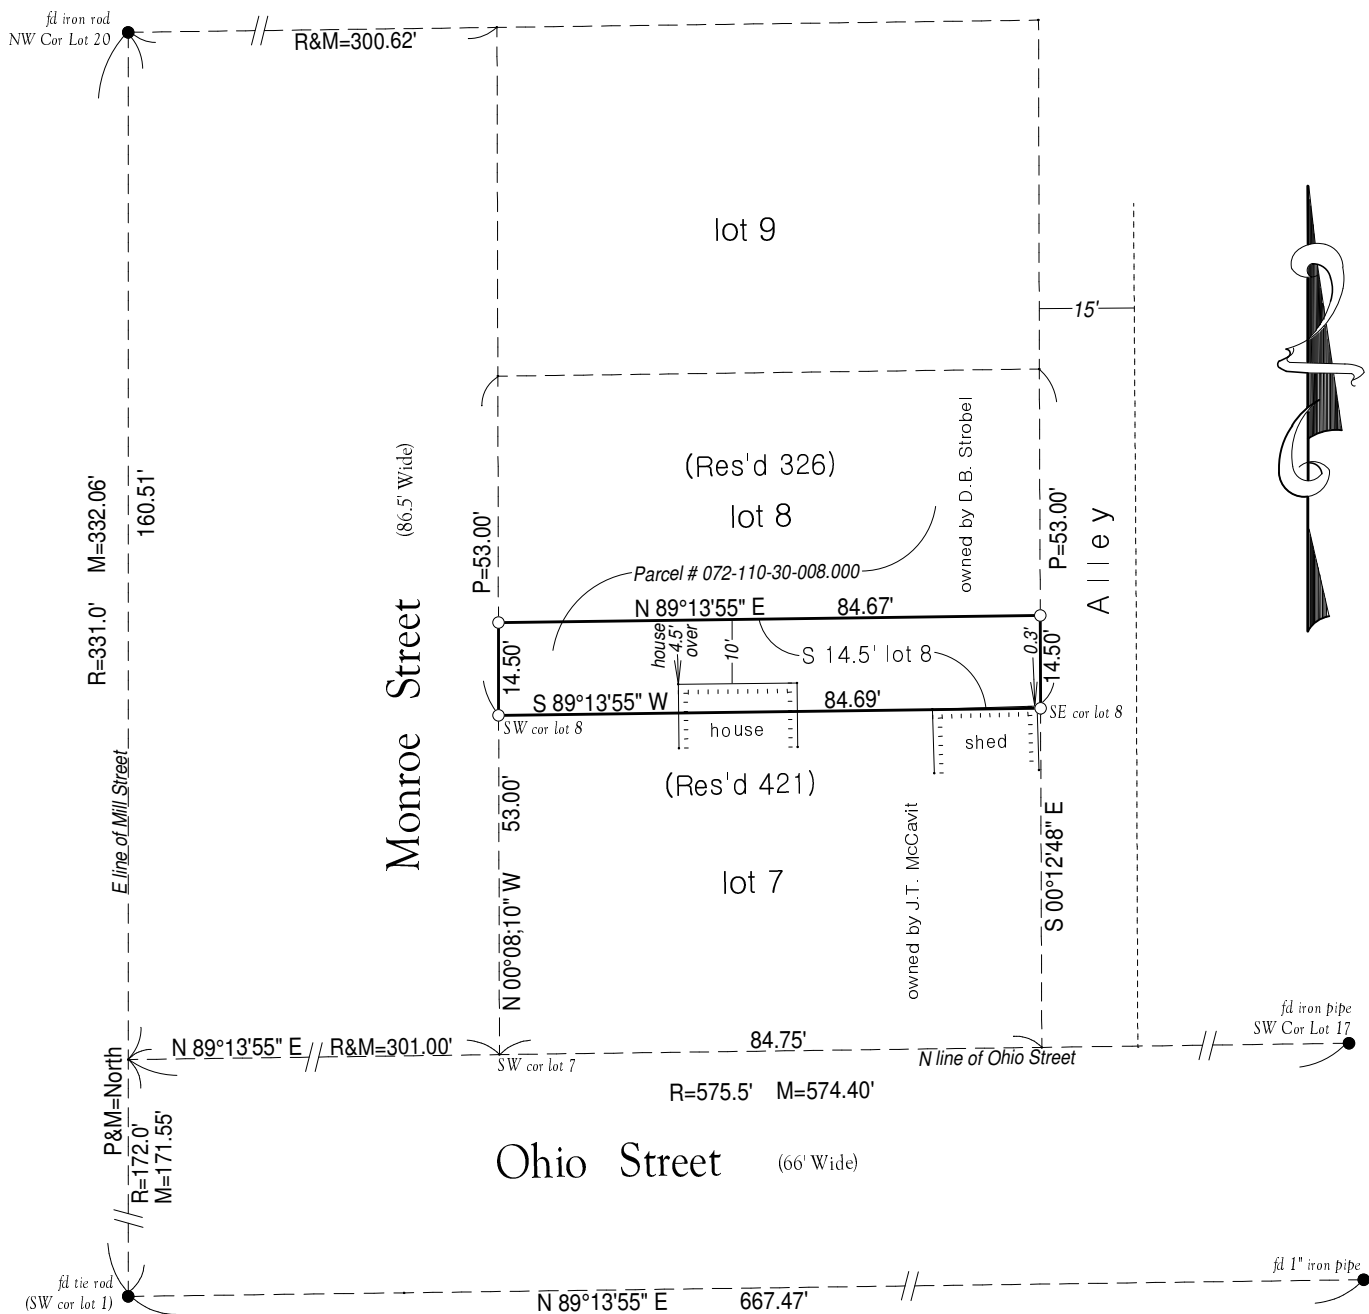 fd iron rod
NW Cor Lot 20
R&M=300.62'
lot 9
15'
(86.5' Wide)
Monroe Street
R=331.0' M=332.06'
160.51'
E line of Mill Street
P=53.00'
(Res'd 326)
lot 8
owned by D.B. Strobel
P=53.00'
Alley
Parcel # 072-110-30-008.000
N 89°13'55" E 84.67'
14.50'
house
4.5'
over
10'
S 14.5' lot 8
0.3'
14.50'
S 89°13'55" W 84.69'
SW cor lot 8
SE cor lot 8
house
shed
(Res'd 421)
53.00'
N 00°08;10" W
lot 7
owned by J.T. McCavit
S 00°12'48" E
fd iron pipe
SW Cor Lot 17
N 89°13'55" E R&M=301.00'
84.75'
SW cor lot 7
N line of Ohio Street
R=575.5' M=574.40'
P&M=North
R=172.0'
M=171.55'
Ohio Street (66' Wide)
fd tie rod
(SW cor lot 1)
fd 1" iron pipe
N 89°13'55" E 667.47'